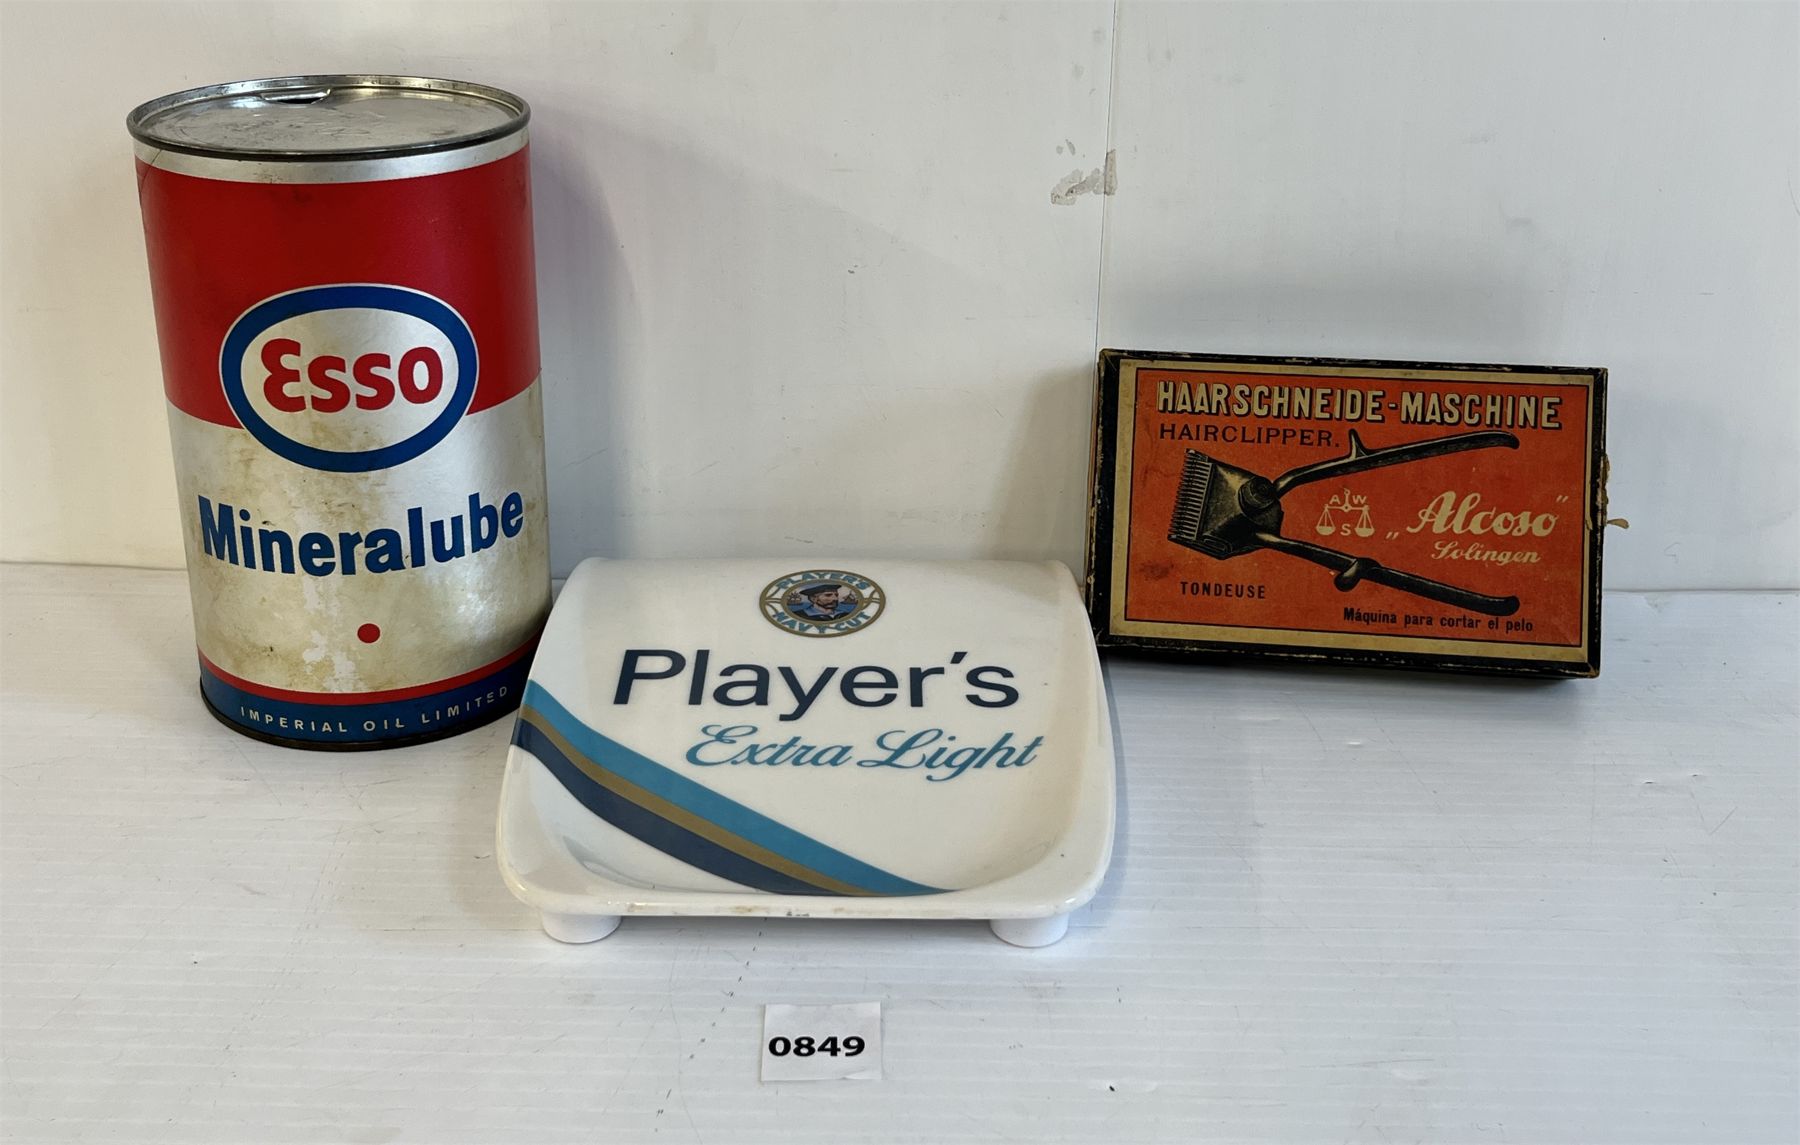 Esso
Mineralube
IMPERIAL OIL LIMITED
PLAYER'S
NAVY CUT
Player's
Extra Light
HAARSCHNEIDE-MASCHINE
HAIRCLIPPER.
A W
S
„Alcoso"
Solingen
TONDEUSE
Máquina para cortar el pelo
0849